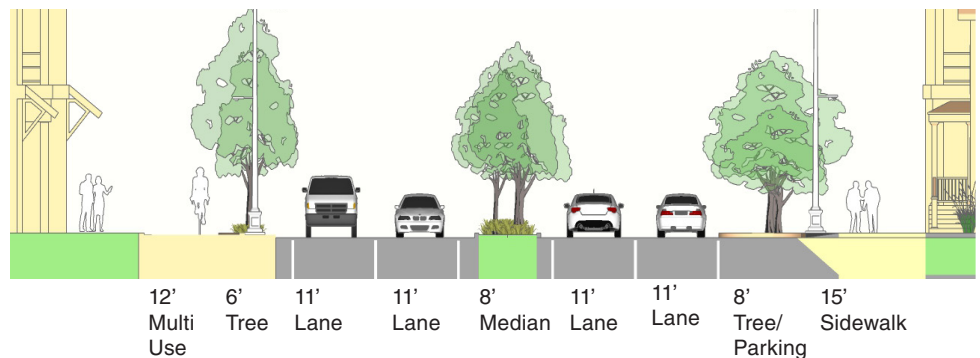 12’ 6’ 11’ 11’ 8’ 11’ 11’ 8’ 15’
Multi Tree Lane Lane Median Lane Lane Tree/ Sidewalk
Use Parking